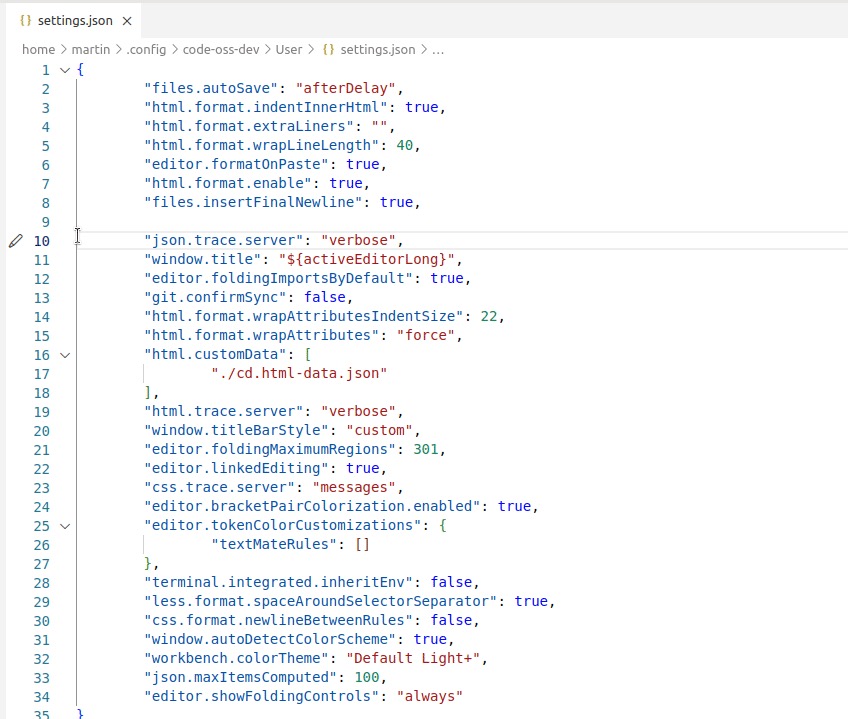 {} settings.json ×
home > martin > .config > code-oss-dev > User > {} settings.json > ...
1 {
2 "files.autoSave": "afterDelay",
3 "html.format.indentInnerHtml": true,
4 "html.format.extraLiners": "",
5 "html.format.wrapLineLength": 40,
6 "editor.formatOnPaste": true,
7 "html.format.enable": true,
8 "files.insertFinalNewline": true,
9
10 "json.trace.server": "verbose",
11 "window.title": "${activeEditorLong}",
12 "editor.foldingImportsByDefault": true,
13 "git.confirmSync": false,
14 "html.format.wrapAttributesIndentSize": 22,
15 "html.format.wrapAttributes": "force",
16 "html.customData": [
17 "./cd.html-data.json"
18 ],
19 "html.trace.server": "verbose",
20 "window.titleBarStyle": "custom",
21 "editor.foldingMaximumRegions": 301,
22 "editor.linkedEditing": true,
23 "css.trace.server": "messages",
24 "editor.bracketPairColorization.enabled": true,
25 "editor.tokenColorCustomizations": {
26 "textMateRules": []
27 },
28 "terminal.integrated.inheritEnv": false,
29 "less.format.spaceAroundSelectorSeparator": true,
30 "css.format.newlineBetweenRules": false,
31 "window.autoDetectColorScheme": true,
32 "workbench.colorTheme": "Default Light+",
33 "json.maxItemsComputed": 100,
34 "editor.showFoldingControls": "always"
35 }